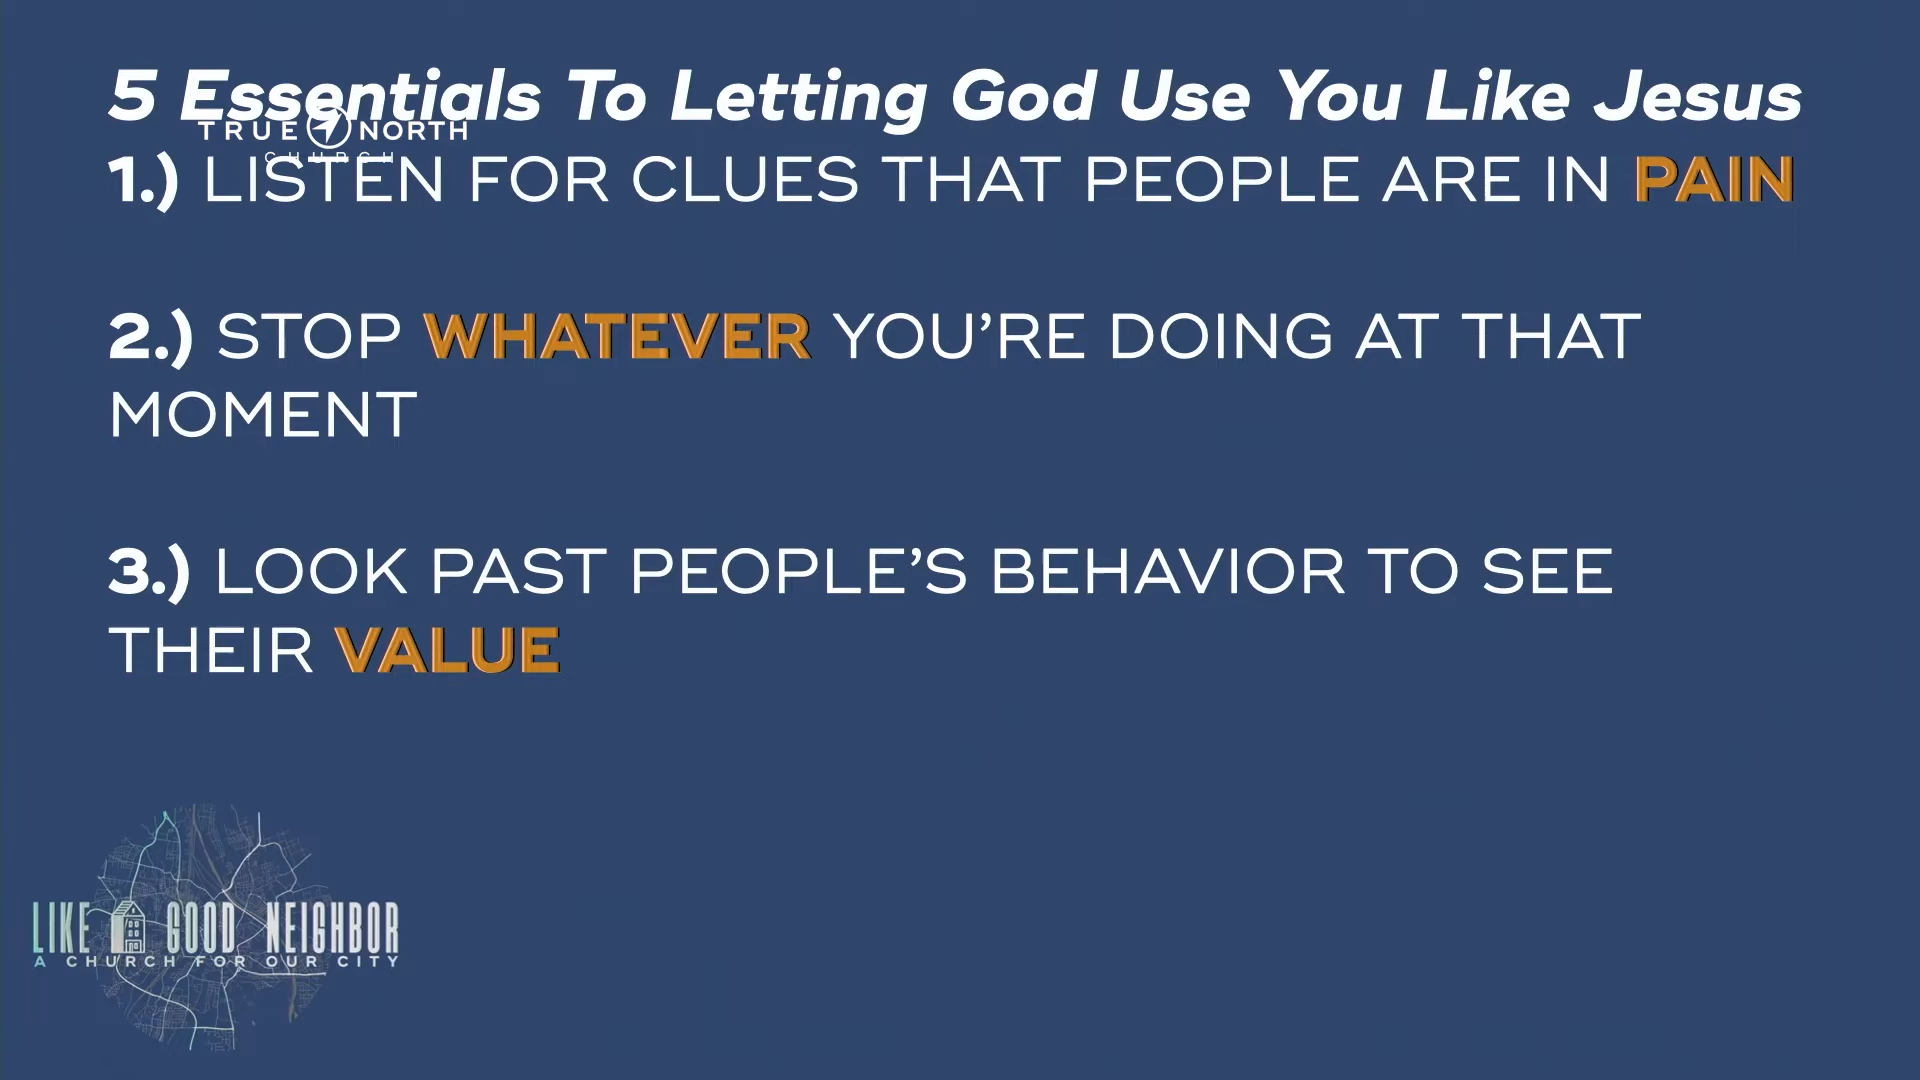 5 Essentials To Letting God Use You Like Jesus
TRUE NORTH
CHURCH
1.) LISTEN FOR CLUES THAT PEOPLE ARE IN PAIN
2.) STOP WHATEVER YOU’RE DOING AT THAT
MOMENT
3.) LOOK PAST PEOPLE’S BEHAVIOR TO SEE
THEIR VALUE
LIKE GOOD NEIGHBOR
A CHURCH FOR OUR CITY